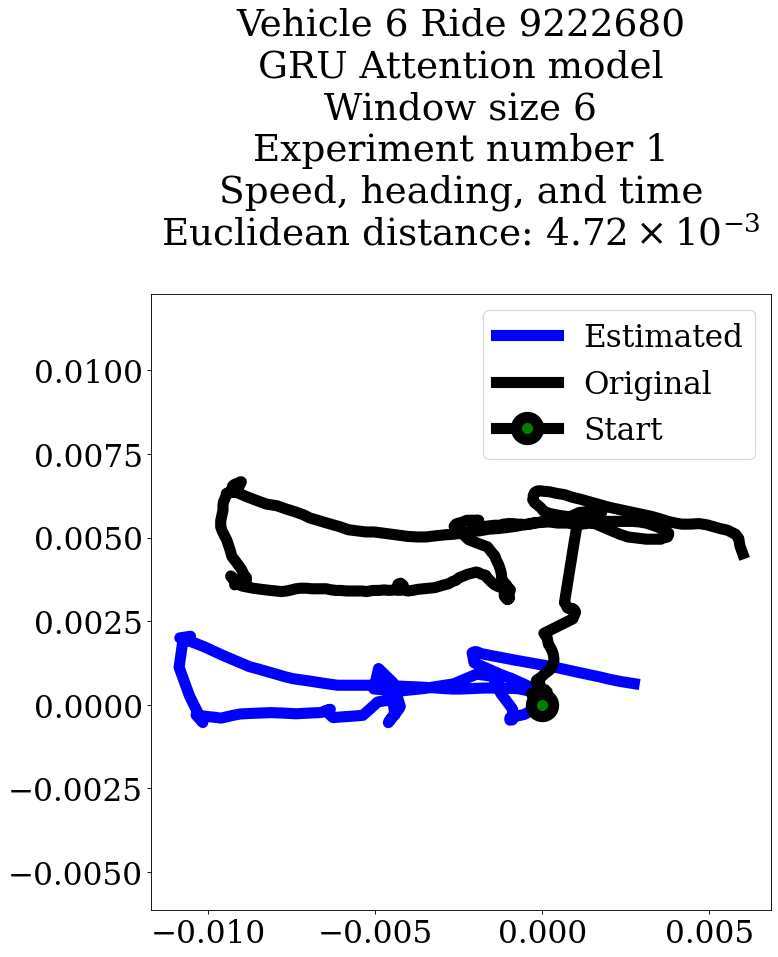 Vehicle 6 Ride 9222680
GRU Attention model
Window size 6
Experiment number 1
Speed, heading, and time
Euclidean distance: 4.72 × 10⁻³
Estimated
Original
Start
0.0100
0.0075
0.0050
0.0025
0.0000
−0.0025
−0.0050
−0.010 −0.005 0.000 0.005